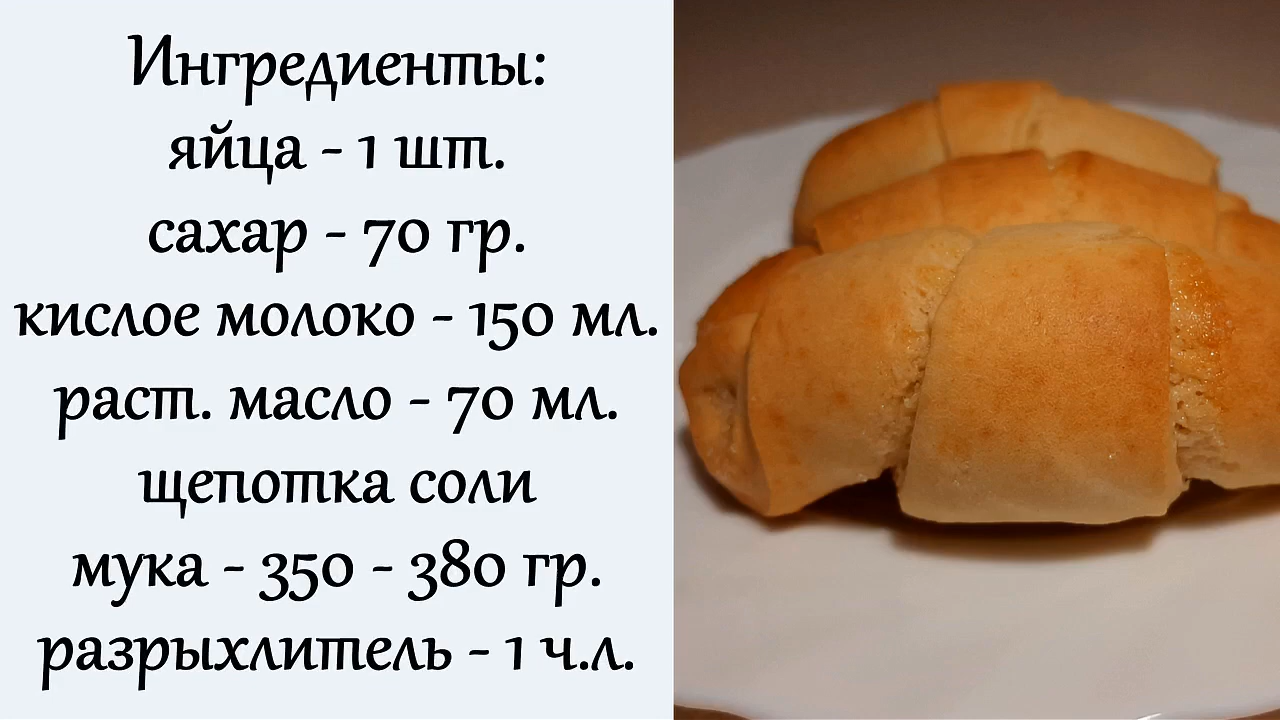 Ингредиенты:
яйца - 1 шт.
сахар - 70 гр.
кислое молоко - 150 мл.
раст. масло - 70 мл.
щепотка соли
мука - 350 - 380 гр.
разрыхлитель - 1 ч.л.